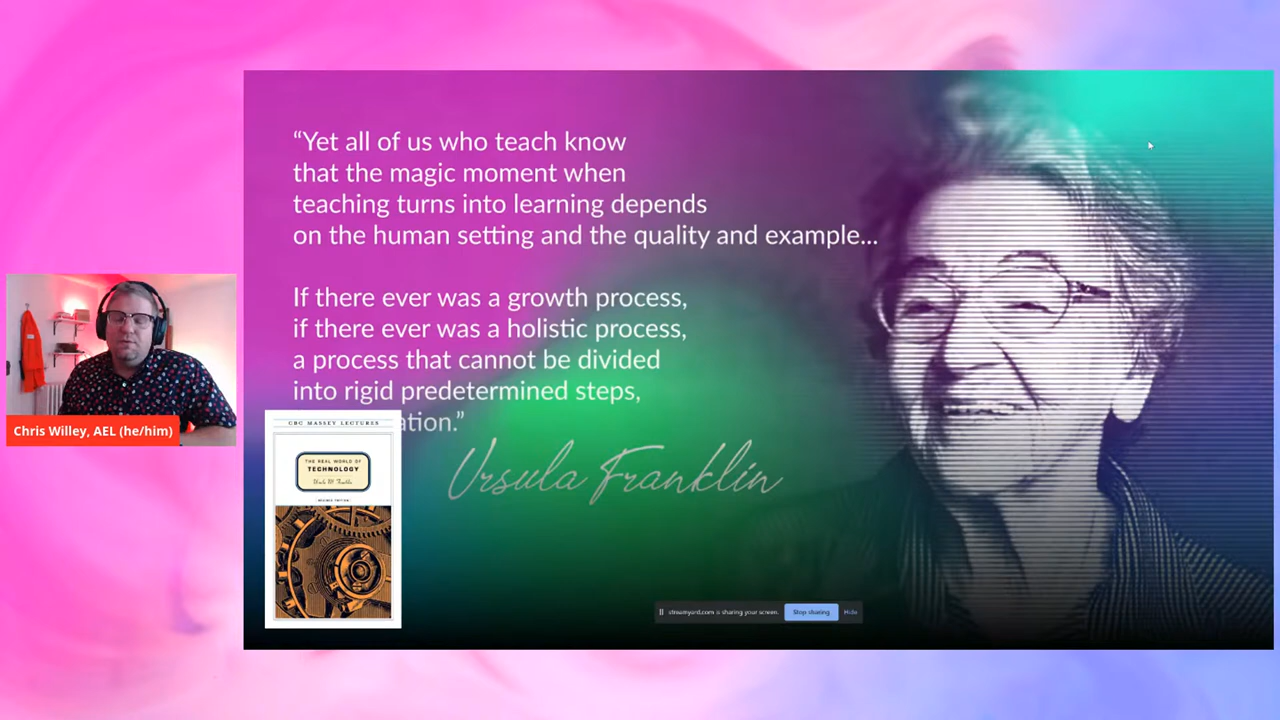 “Yet all of us who teach know
that the magic moment when
teaching turns into learning depends
on the human setting and the quality and example...
If there ever was a growth process,
if there ever was a holistic process,
a process that cannot be divided
into rigid predetermined steps,
ation.”
Ursula Franklin
CBC MASSEY LECTURES
THE REAL WORLD OF
TECHNOLOGY
REVISED EDITION
Chris Willey, AEL (he/him)
streamyard.com is sharing your screen.
Stop sharing
Hide